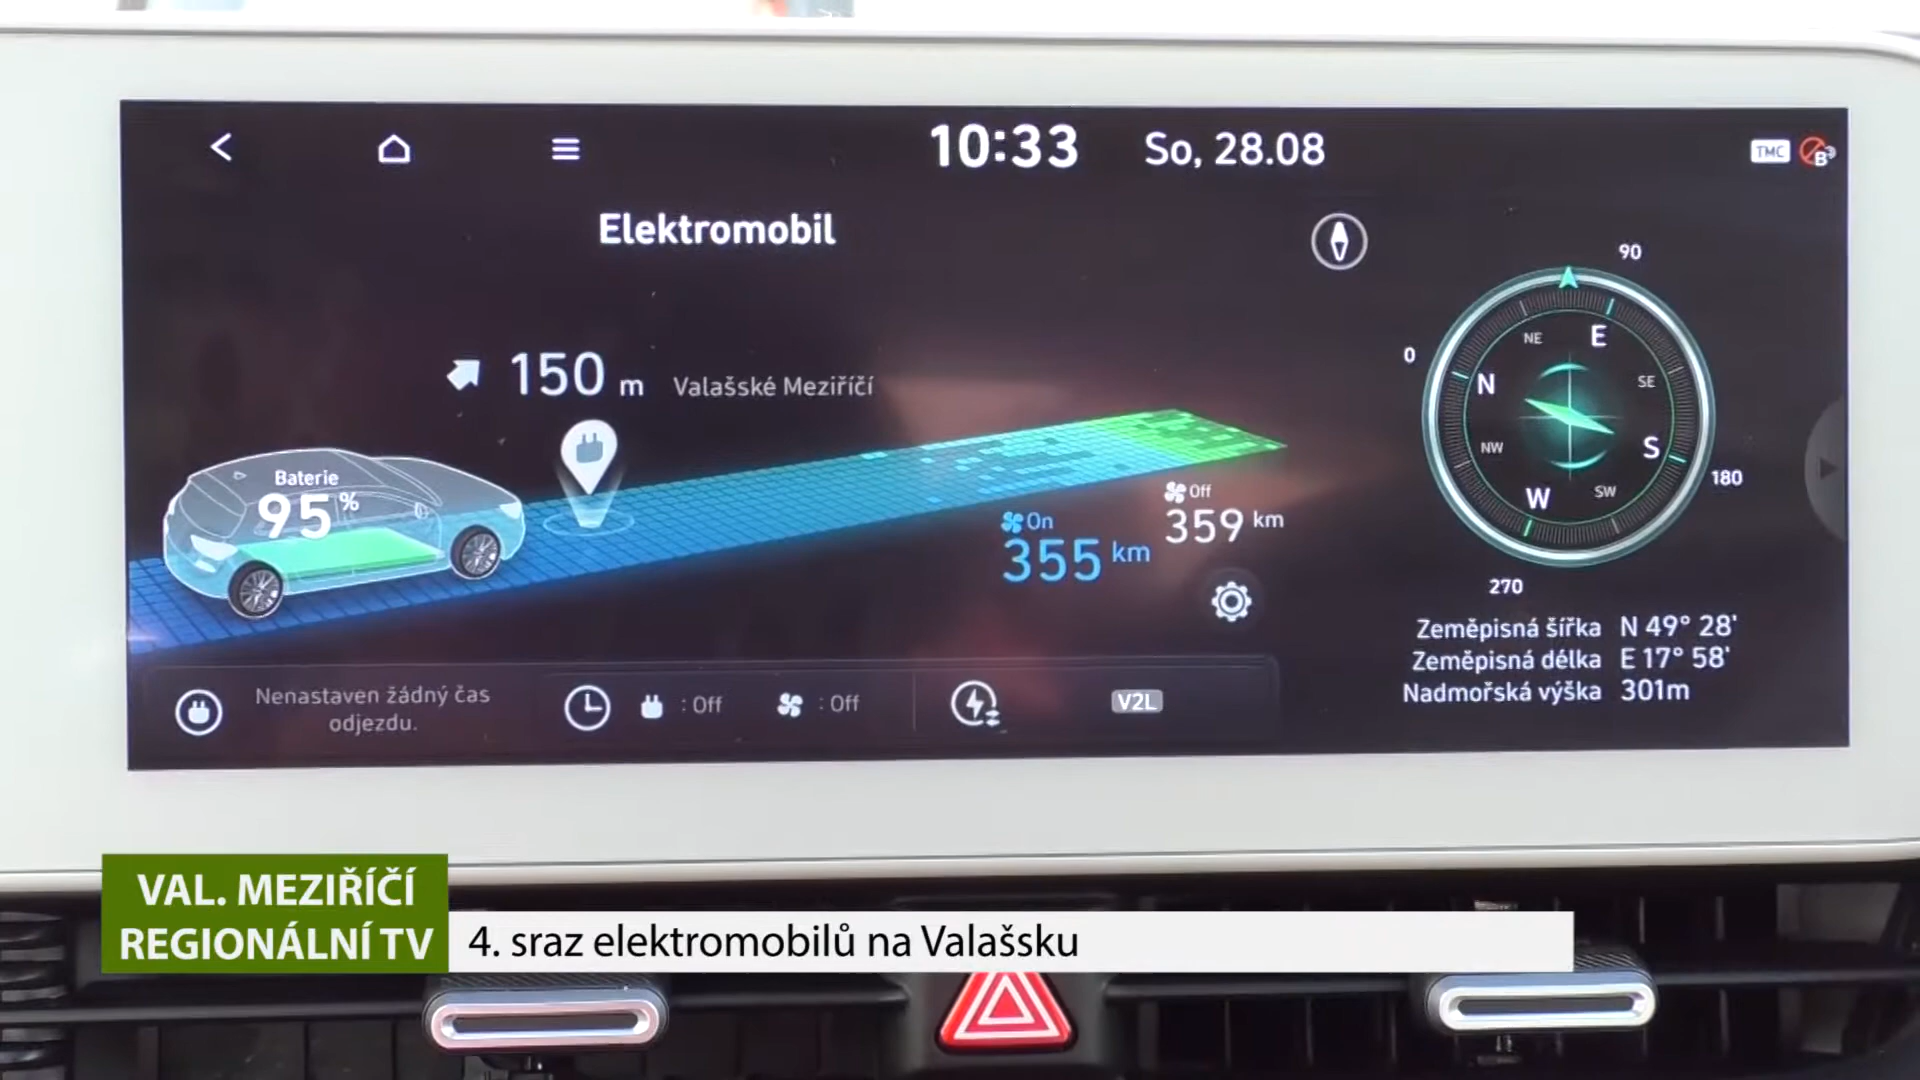 10:33 So, 28.08
TMC
B
Elektromobil
150 m Valašské Meziříčí
Baterie
95 %
Off
359 km
On
355 km
Nenastaven žádný čas
odjezdu.
: Off : Off
V2L
90
0
180
270
NE E
N SE
NW S
W SW
Zeměpisná šířka N 49° 28'
Zeměpisná délka E 17° 58'
Nadmořská výška 301m
VAL. MEZIŘÍČÍ
REGIONÁLNÍ TV
4. sraz elektromobilů na Valašsku